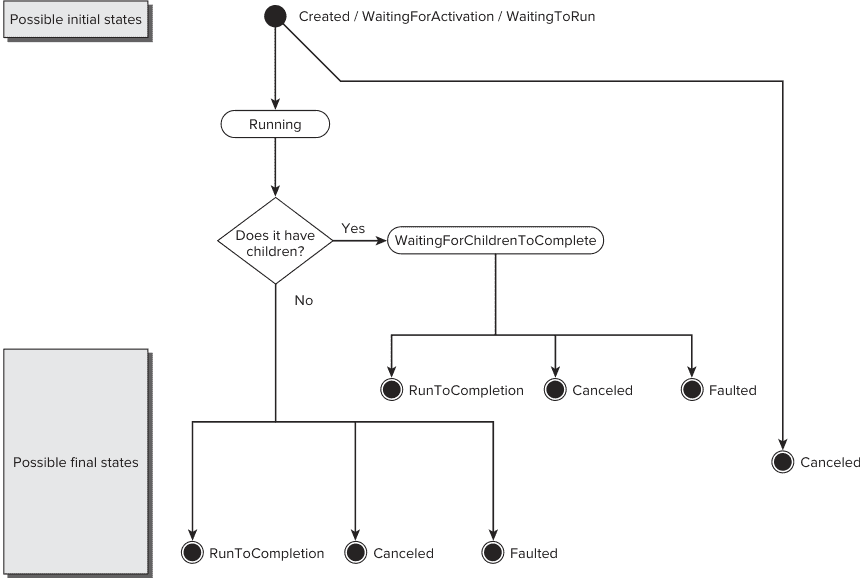 Possible initial states
Created / WaitingForActivation / WaitingToRun
Running
Does it have
children?
Yes
WaitingForChildrenToComplete
No
RunToCompletion
Canceled
Faulted
Possible final states
Canceled
RunToCompletion
Canceled
Faulted